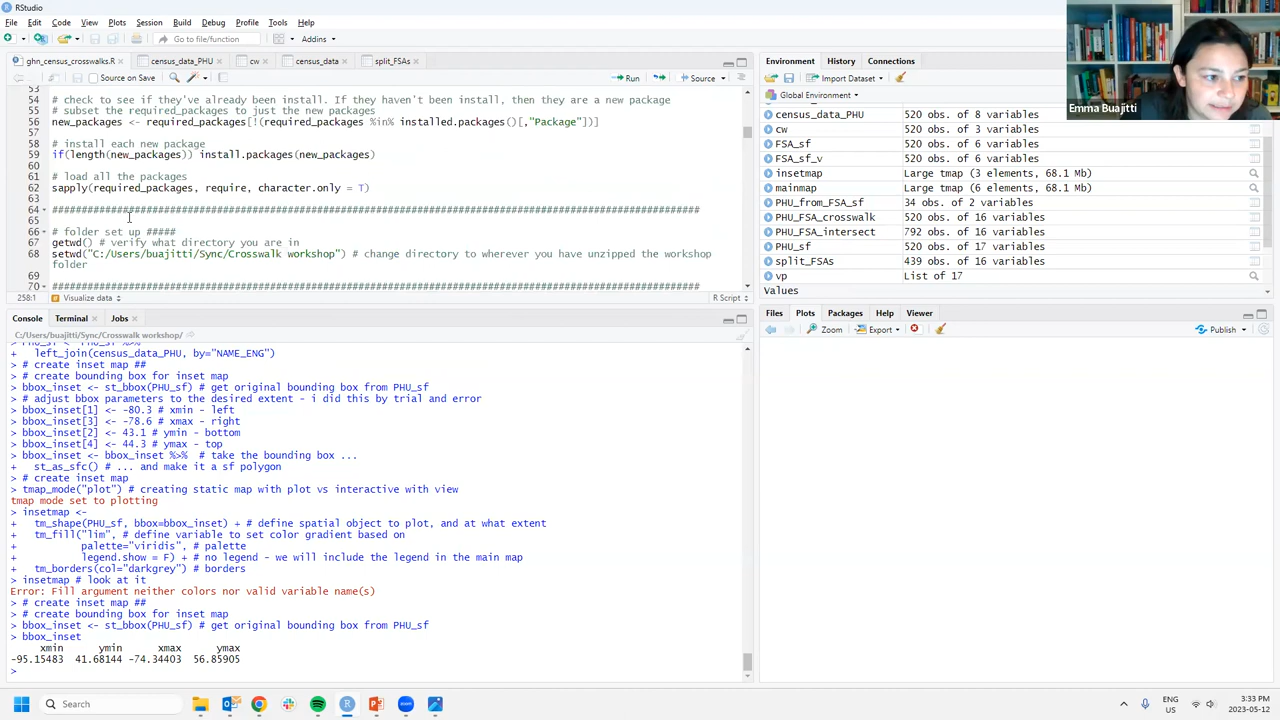 RStudio
File Edit Code View Plots Session Build Debug Profile Tools Help
Go to file/function Addins
ghn_census_crosswalks.R census_data_PHU cw census_data split_FSAs
Source on Save Run Source
53
54 # check to see if they've already been install. If they haven't been install, then they are a new package
55 # subset the required_packages to just the new packages
56 new_packages <- required_packages[!(required_packages %in% installed.packages()[,"Package"])]
57
58 # install each new package
59 if(length(new_packages)) install.packages(new_packages)
60
61 # load all the packages
62 sapply(required_packages, require, character.only = T)
63
64 ####################################################################################################
65
66 # folder set up #####
67 getwd() # verify what directory you are in
68 setwd("C:/Users/buajitti/Sync/Crosswalk workshop") # change directory to wherever you have unzipped the workshop
folder
69
70 ####################################################################################################
258:1 Visualize data R Script
Console Terminal Jobs
C:/Users/buajitti/Sync/Crosswalk workshop/
+ left_join(census_data_PHU, by="NAME_ENG")
> # create inset map ##
> # create bounding box for inset map
> bbox_inset <- st_bbox(PHU_sf) # get original bounding box from PHU_sf
> # adjust bbox parameters to the desired extent - i did this by trial and error
> bbox_inset[1] <- -80.3 # xmin - left
> bbox_inset[3] <- -78.6 # xmax - right
> bbox_inset[2] <- 43.1 # ymin - bottom
> bbox_inset[4] <- 44.3 # ymax - top
> bbox_inset <- bbox_inset %>% # take the bounding box ...
+ st_as_sfc() # ... and make it a sf polygon
> # create inset map
> tmap_mode("plot") # creating static map with plot vs interactive with view
tmap mode set to plotting
> insetmap <-
+ tm_shape(PHU_sf, bbox=bbox_inset) + # define spatial object to plot, and at what extent
+ tm_fill("lim", # define variable to set color gradient based on
+ palette="viridis", # palette
+ legend.show = F) + # no legend - we will include the legend in the main map
+ tm_borders(col="darkgrey") # borders
> insetmap # look at it
Error: Fill argument neither colors nor valid variable name(s)
> # create inset map ##
> # create bounding box for inset map
> bbox_inset <- st_bbox(PHU_sf) # get original bounding box from PHU_sf
> bbox_inset
xmin ymin xmax ymax
-95.15483 41.68144 -74.34403 56.85905
>
Environment History Connections
Import Dataset
Global Environment
census_data_PHU 520 obs. of 8 variables
cw 520 obs. of 3 variables
FSA_sf 520 obs. of 6 variables
FSA_sf_v 520 obs. of 6 variables
insetmap Large tmap (3 elements, 68.1 Mb)
mainmap Large tmap (6 elements, 68.1 Mb)
PHU_from_FSA_sf 34 obs. of 2 variables
PHU_FSA_crosswalk 520 obs. of 16 variables
PHU_FSA_intersect 792 obs. of 16 variables
PHU_sf 520 obs. of 17 variables
split_FSAs 439 obs. of 16 variables
vp List of 17
Values
Files Plots Packages Help Viewer
Zoom Export Publish
Emma Buajitti
Search
ENG
US
3:33 PM
2023-05-12